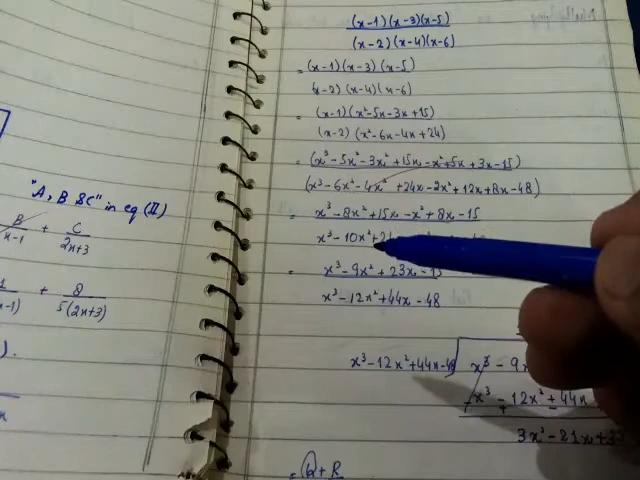 "A, B &C" in eq (II)
B/x-1 + C/2x+3
+ 8/5(2x+3)
(x-1)(x-3)(x-5)
(x-2)(x-4)(x-6)
= (x-1)(x-3)(x-5)
(x-2)(x-4)(x-6)
= (x-1)(x²-5x-3x+15)
(x-2)(x²-6x-4x+24)
= (x³-5x²-3x²+15x-x²+5x+3x-15)
(x³-6x²-4x²+24x-2x²+12x+8x-48)
= x³-8x²+15x-x²+8x-15
x³-10x²+
= x³-9x²+23x-15
x³-12x²+44x-48
x³-12x²+44x-48 x³-9x
x³-12x²+44x
+ -
3x²-21x+
= Q+R